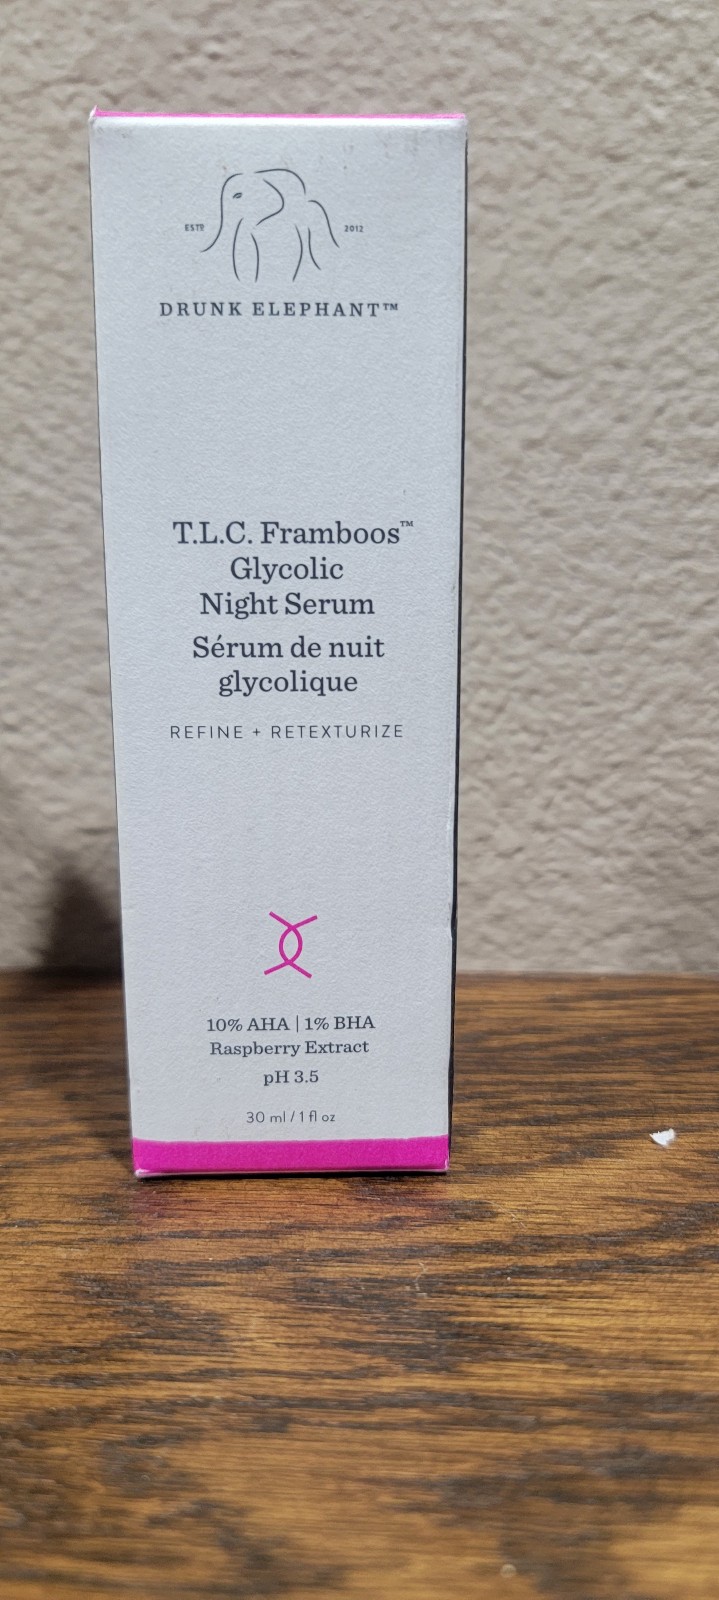 ESTD 2012
DRUNK ELEPHANT™
T.L.C. Framboos™
Glycolic
Night Serum
Sérum de nuit
glycolique
REFINE + RETEXTURIZE
10% AHA | 1% BHA
Raspberry Extract
pH 3.5
30 ml / 1 fl oz